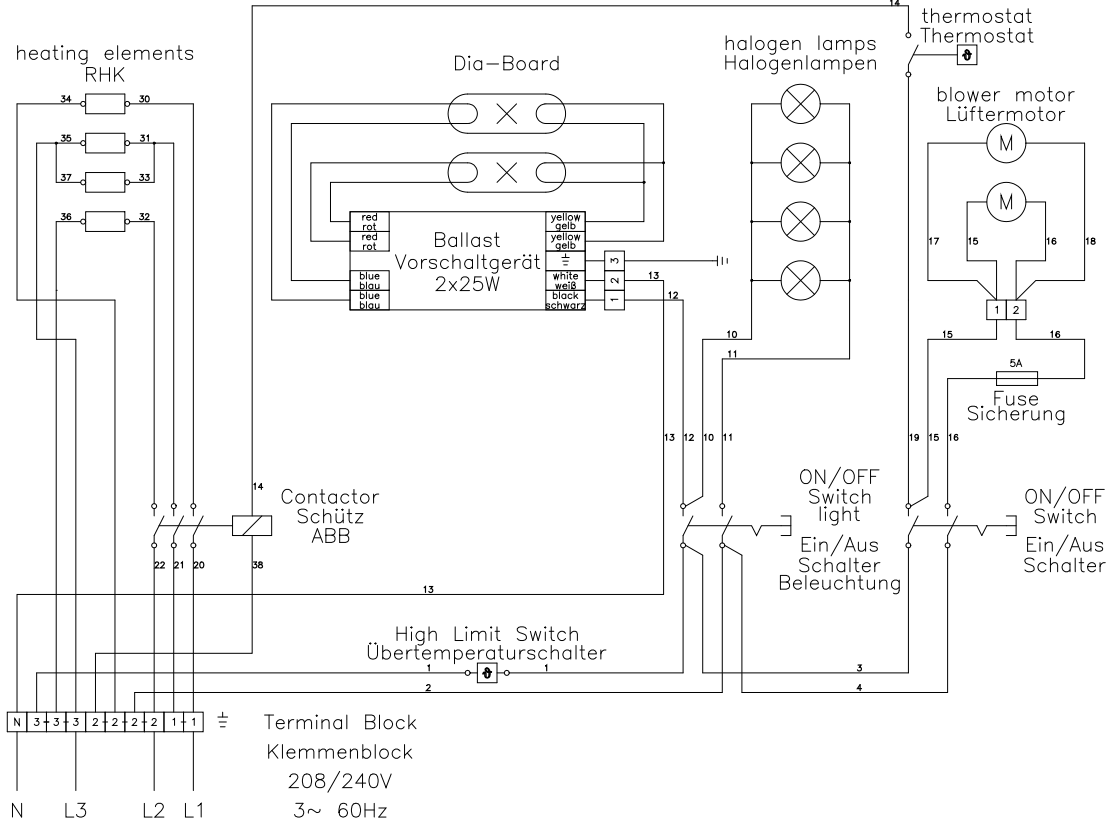 14
thermostat
Thermostat
ϑ
heating elements
RHK
34 30
35 31
37 33
36 32
Dia-Board
halogen lamps
Halogenlampen
blower motor
Lüftermotor
M
M
17 15 16 18
red
rot
red
rot
blue
blau
blue
blau
Ballast
Vorschaltgerät
2x25W
yellow
gelb
yellow
gelb
white
weiß
black
schwarz
3
2
1
13
12
10
11
1 2
15 16
5A
Fuse
Sicherung
13 12 10 11
19 15 16
14
Contactor
Schütz
ABB
22 21 20 38
ON/OFF
Switch
light
Ein/Aus
Schalter
Beleuchtung
ON/OFF
Switch
Ein/Aus
Schalter
13
High Limit Switch
Übertemperaturschalter
1 ϑ 1
2
3
4
N 3 3 3 2 2 2 2 1 1
Terminal Block
Klemmenblock
208/240V
3~ 60Hz
N L3 L2 L1